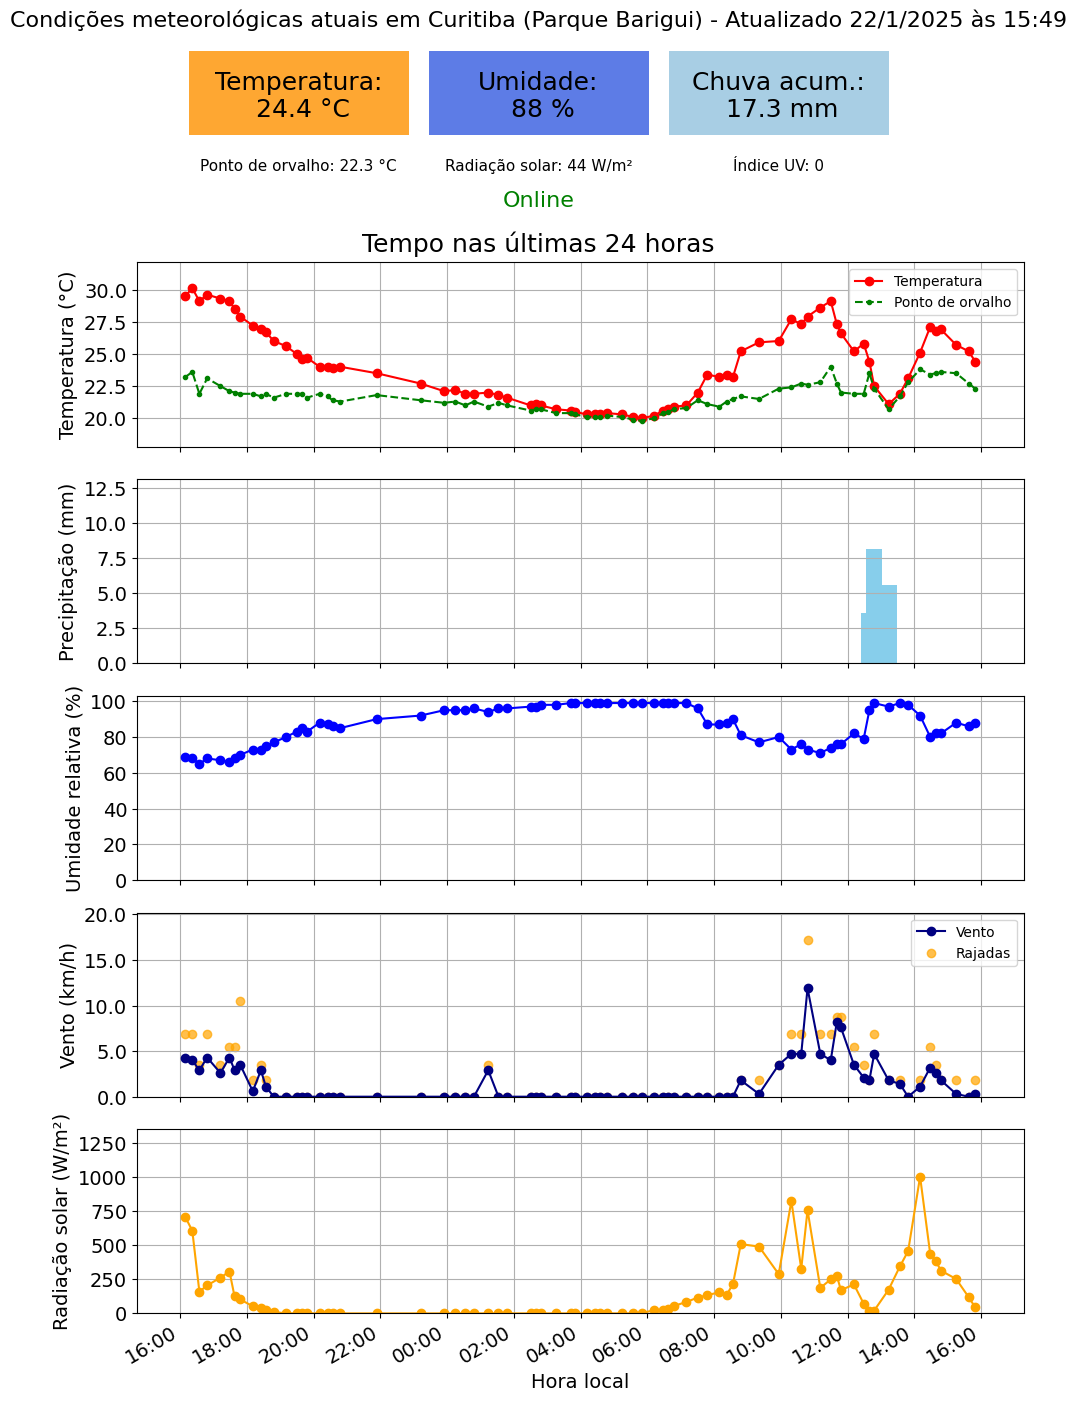 Condições meteorológicas atuais em Curitiba (Parque Barigui) - Atualizado 22/1/2025 às 15:49
Temperatura:
24.4 °C
Umidade:
88 %
Chuva acum.:
17.3 mm
Ponto de orvalho: 22.3 °C
Radiação solar: 44 W/m²
Índice UV: 0
Online
Tempo nas últimas 24 horas
Temperatura (°C)
30.0
27.5
25.0
22.5
20.0
Temperatura
Ponto de orvalho
Precipitação (mm)
12.5
10.0
7.5
5.0
2.5
0.0
Umidade relativa (%)
100
80
60
40
20
0
Vento (km/h)
20.0
15.0
10.0
5.0
0.0
Vento
Rajadas
Radiação solar (W/m²)
1250
1000
750
500
250
0
16:00
18:00
20:00
22:00
00:00
02:00
04:00
06:00
08:00
10:00
12:00
14:00
16:00
Hora local